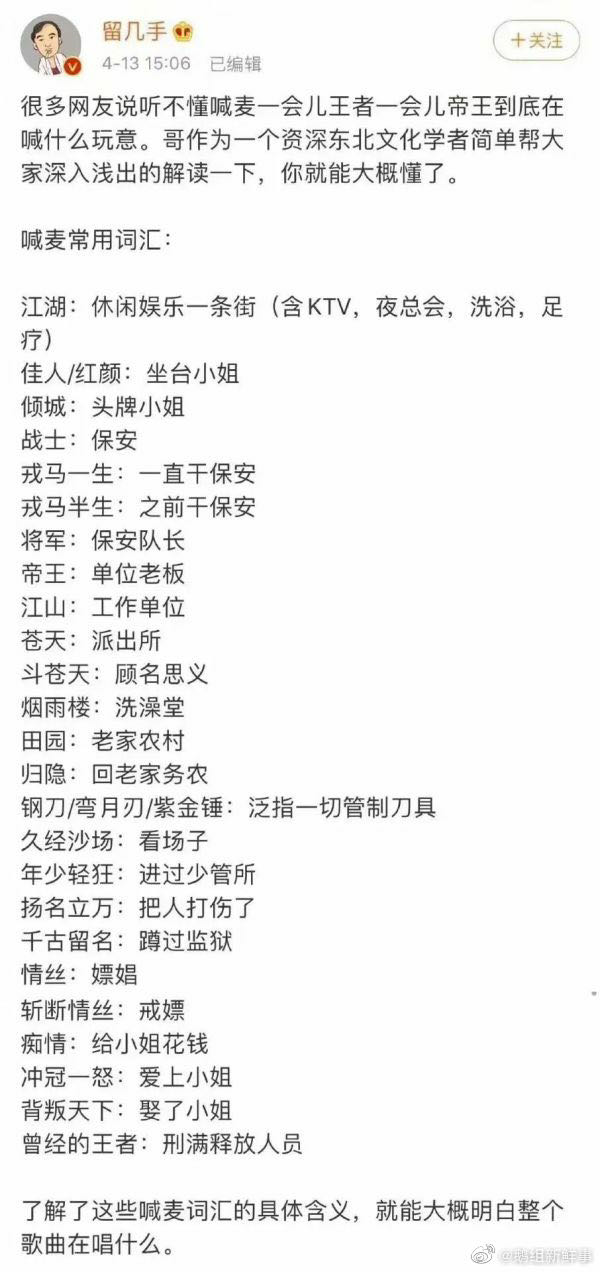 留几手
4-13 15:06 已编辑
+关注
很多网友说听不懂喊麦一会儿王者一会儿帝王到底在
喊什么玩意。哥作为一个资深东北文化学者简单帮大
家深入浅出的解读一下，你就能大概懂了。
喊麦常用词汇：
江湖：休闲娱乐一条街（含KTV，夜总会，洗浴，足
疗）
佳人/红颜：坐台小姐
倾城：头牌小姐
战士：保安
戎马一生：一直干保安
戎马半生：之前干保安
将军：保安队长
帝王：单位老板
江山：工作单位
苍天：派出所
斗苍天：顾名思义
烟雨楼：洗澡堂
田园：老家农村
归隐：回老家务农
钢刀/弯月刃/紫金锤：泛指一切管制刀具
久经沙场：看场子
年少轻狂：进过少管所
扬名立万：把人打伤了
千古留名：蹲过监狱
情丝：嫖娼
斩断情丝：戒嫖
痴情：给小姐花钱
冲冠一怒：爱上小姐
背叛天下：娶了小姐
曾经的王者：刑满释放人员
了解了这些喊麦词汇的具体含义，就能大概明白整个
歌曲在唱什么。
@鹅组新鲜事